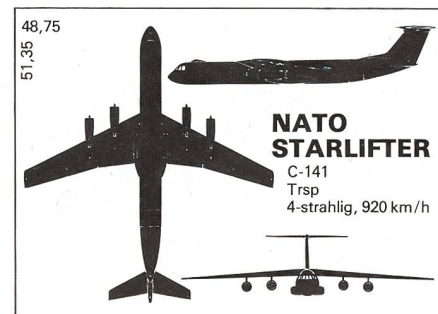 48,75
51,35
NATO
STARLIFTER
C-141
Trsp
4-strahlig, 920 km/h